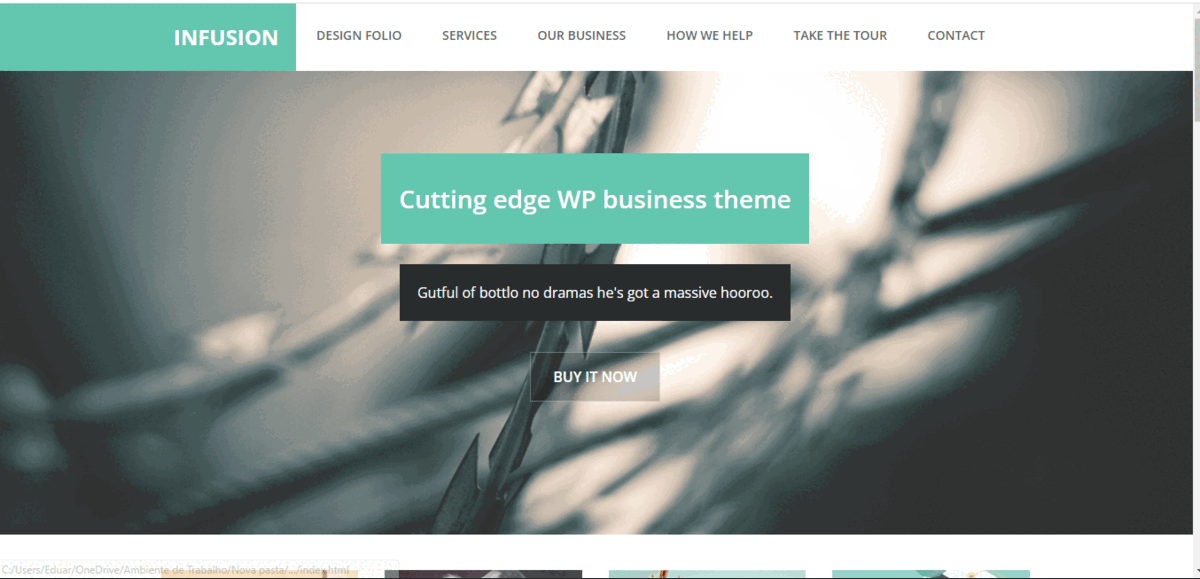 INFUSION
DESIGN FOLIO SERVICES OUR BUSINESS HOW WE HELP TAKE THE TOUR CONTACT
Cutting edge WP business theme
Gutful of bottlo no dramas he's got a massive hooroo.
BUY IT NOW
C:/Users/Eduar/OneDrive/Ambiente de Trabalho/Nova pasta/.../index.html